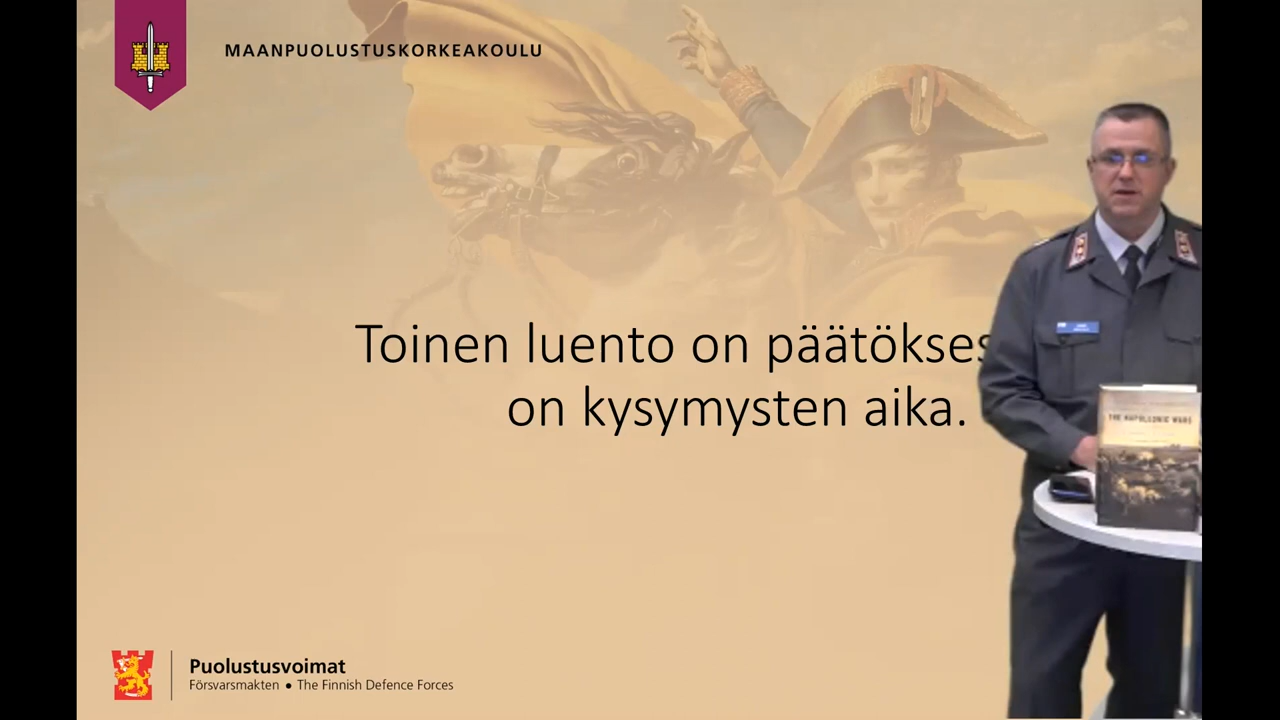 MAANPUOLUSTUSKORKEAKOULU
Toinen luento on päätökses
on kysymysten aika.
THE NAPOLEONIC WARS
Puolustusvoimat
Försvarsmakten • The Finnish Defence Forces